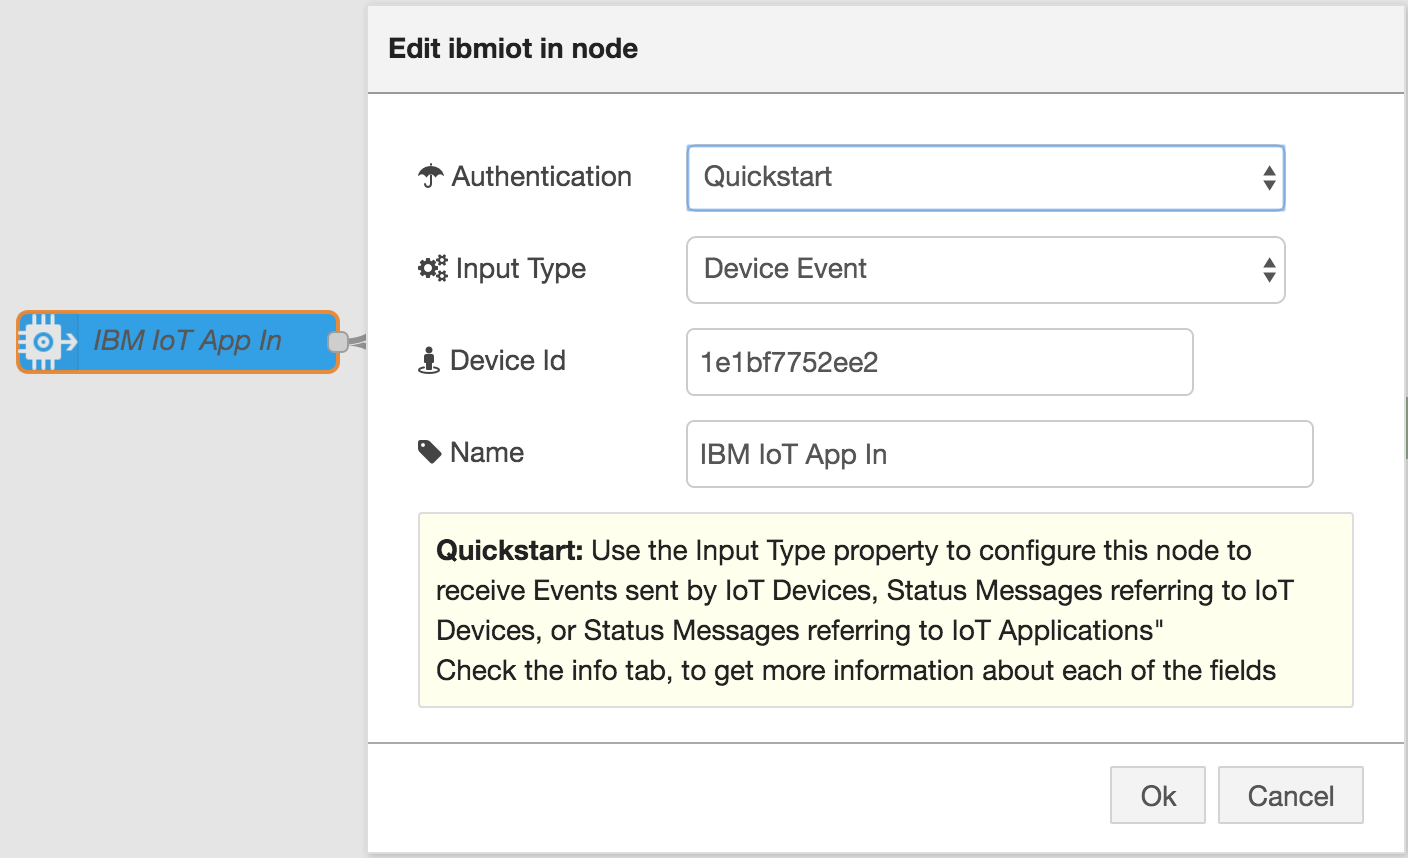 Edit ibmiot in node
Authentication
Quickstart
Input Type
Device Event
Device Id
1e1bf7752ee2
IBM IoT App In
Name
IBM IoT App In
Quickstart: Use the Input Type property to configure this node to
receive Events sent by IoT Devices, Status Messages referring to IoT
Devices, or Status Messages referring to IoT Applications"
Check the info tab, to get more information about each of the fields
Ok
Cancel